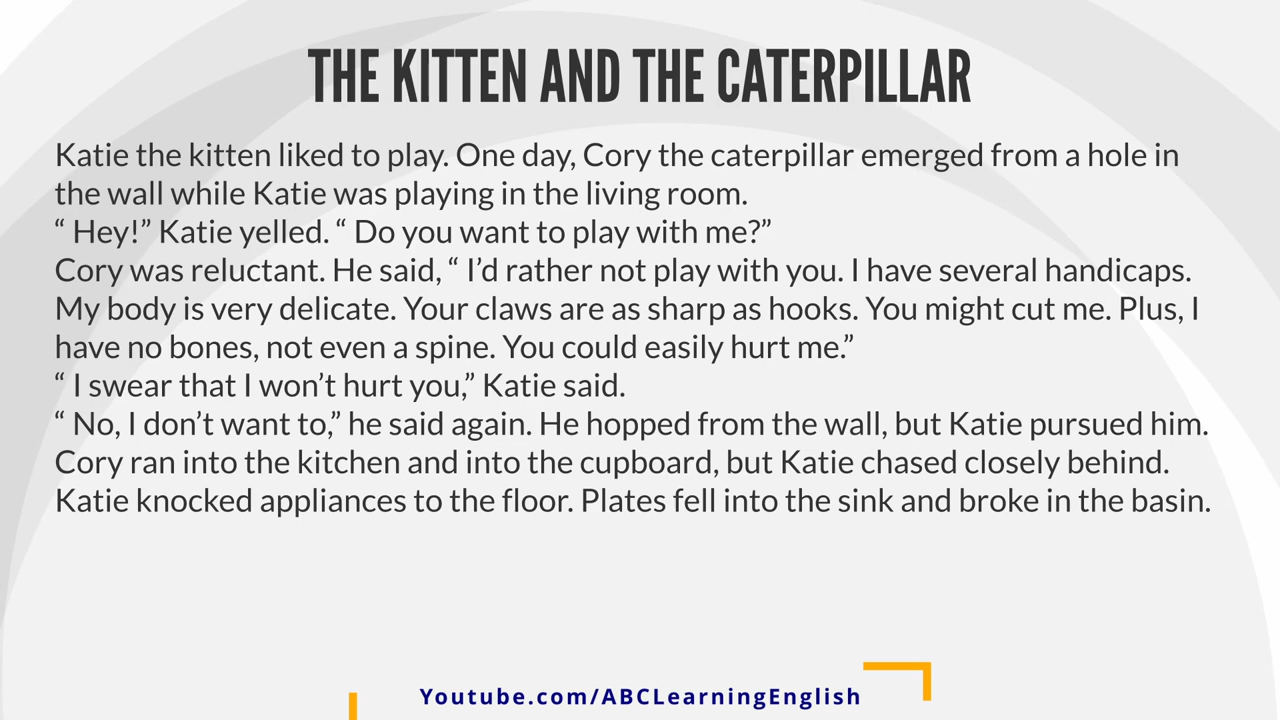 THE KITTEN AND THE CATERPILLAR
Katie the kitten liked to play. One day, Cory the caterpillar emerged from a hole in
the wall while Katie was playing in the living room.
“ Hey!” Katie yelled. “ Do you want to play with me?”
Cory was reluctant. He said, “ I’d rather not play with you. I have several handicaps.
My body is very delicate. Your claws are as sharp as hooks. You might cut me. Plus, I
have no bones, not even a spine. You could easily hurt me.”
“ I swear that I won’t hurt you,” Katie said.
“ No, I don’t want to,” he said again. He hopped from the wall, but Katie pursued him.
Cory ran into the kitchen and into the cupboard, but Katie chased closely behind.
Katie knocked appliances to the floor. Plates fell into the sink and broke in the basin.
Youtube.com/ABCLearningEnglish